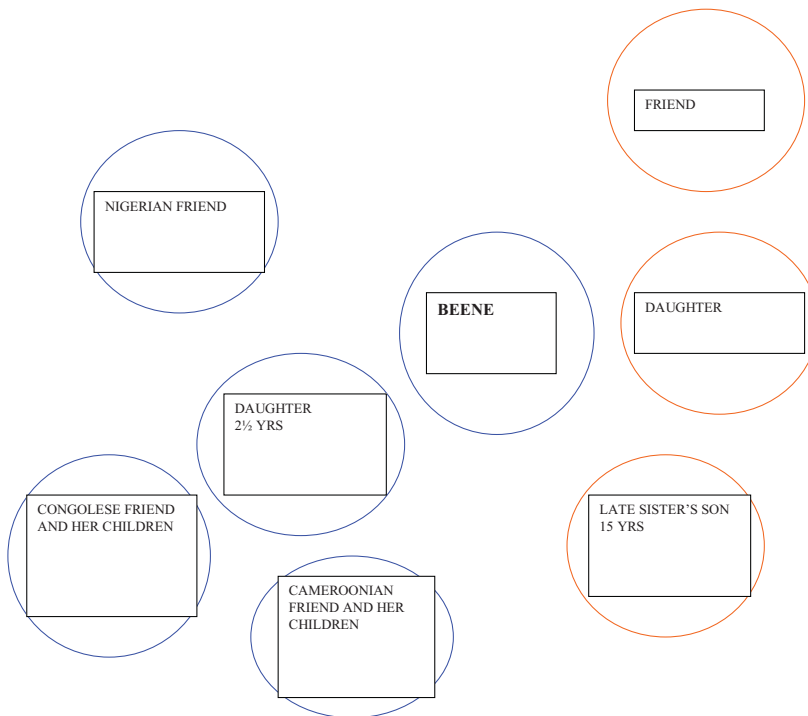 FRIEND
NIGERIAN FRIEND
BEENE
DAUGHTER
DAUGHTER
2½ YRS
CONGOLESE FRIEND
AND HER CHILDREN
LATE SISTER’S SON
15 YRS
CAMEROONIAN
FRIEND AND HER
CHILDREN